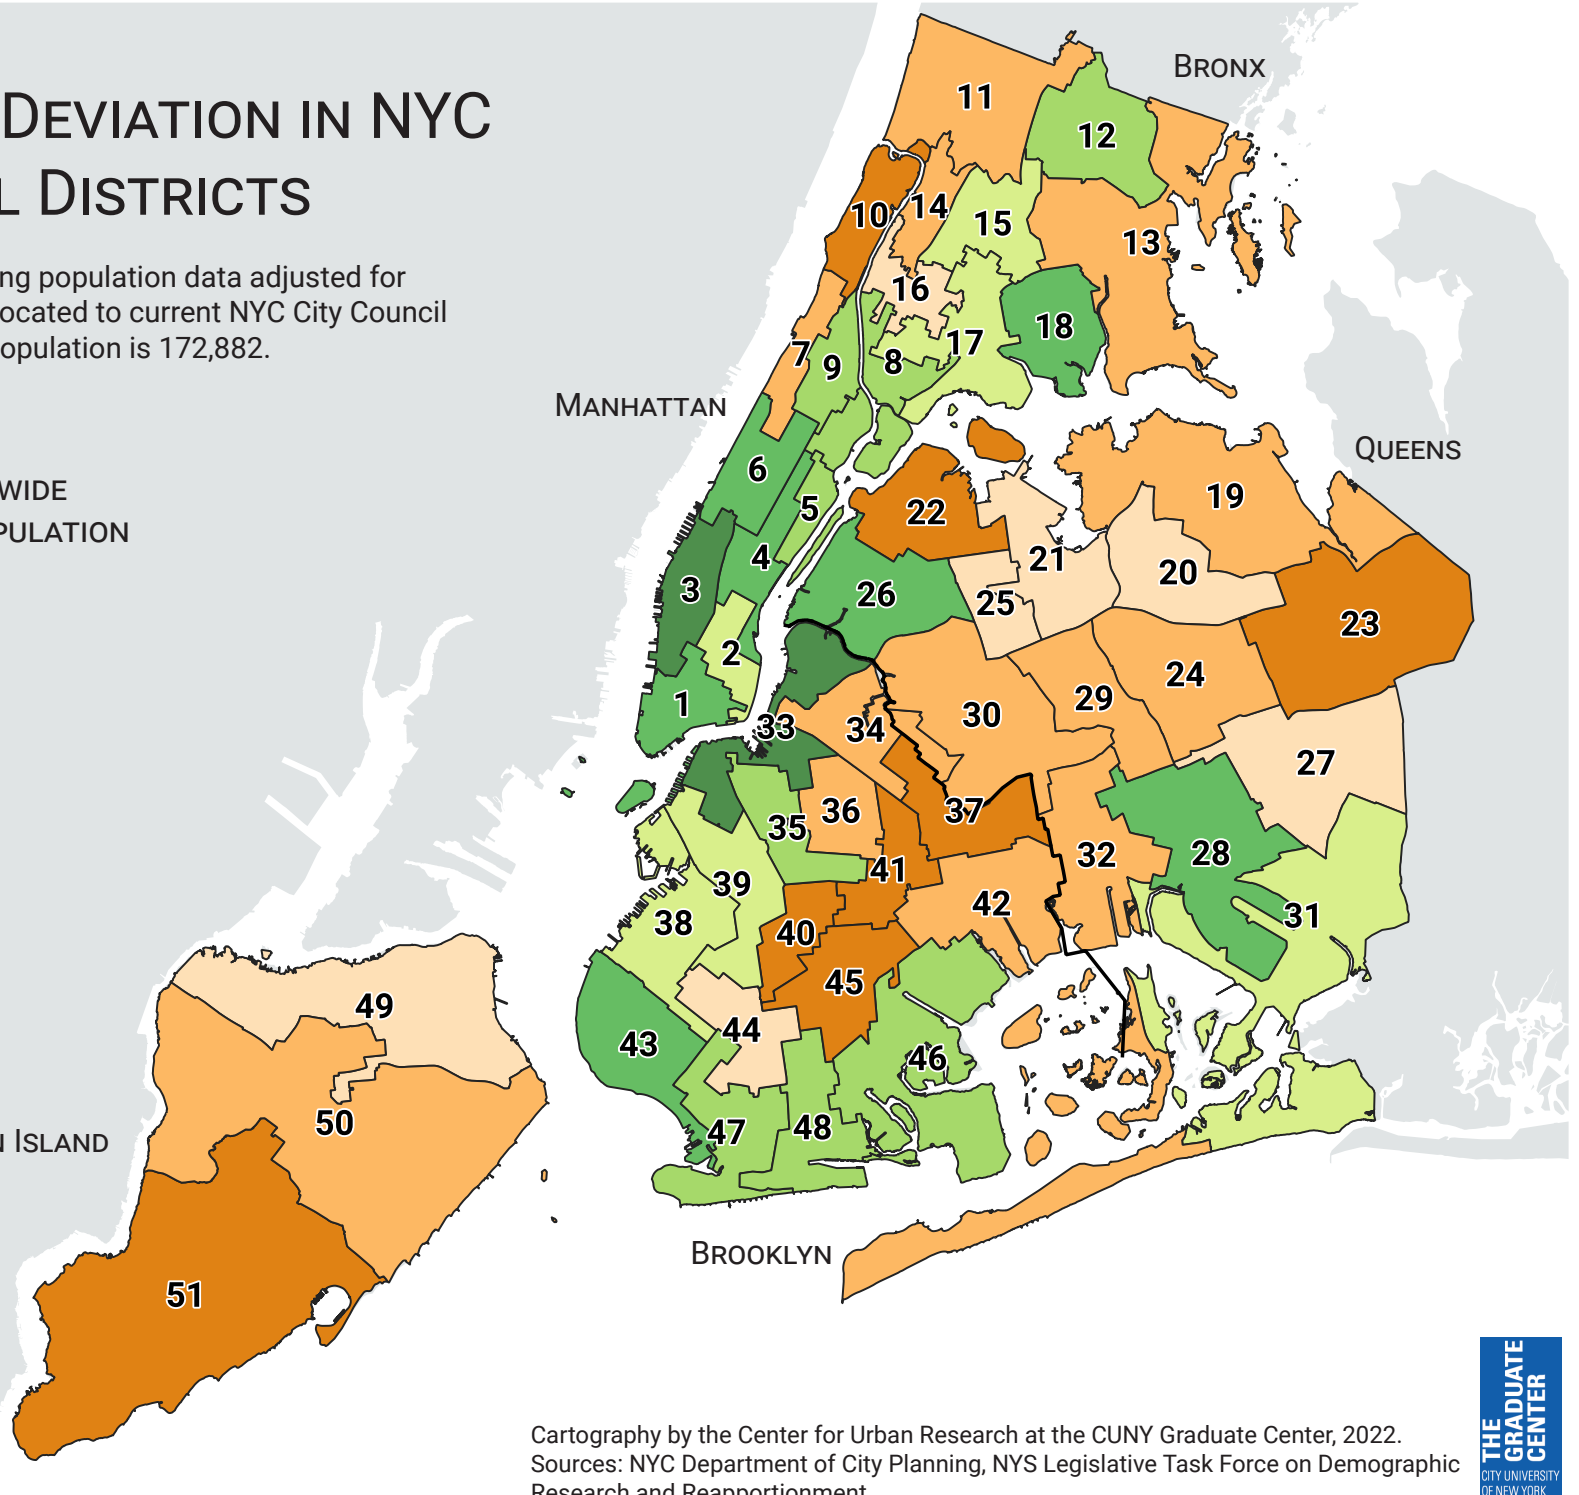 DEVIATION IN NYC
L DISTRICTS
ng population data adjusted for
ocated to current NYC City Council
opulation is 172,882.
WIDE
PULATION
BRONX
MANHATTAN
QUEENS
N ISLAND
BROOKLYN
11
12
10
14
15
13
16
18
17
7
9
8
6
5
19
22
4
21
20
3
26
25
23
2
24
1
29
30
33
34
27
36
37
35
32
28
41
39
42
31
38
40
45
49
44
43
46
50
47
48
51
Cartography by the Center for Urban Research at the CUNY Graduate Center, 2022.
Sources: NYC Department of City Planning, NYS Legislative Task Force on Demographic
Research and Reapportionment
THE
GRADUATE
CENTER
CITY UNIVERSITY
OF NEW YORK